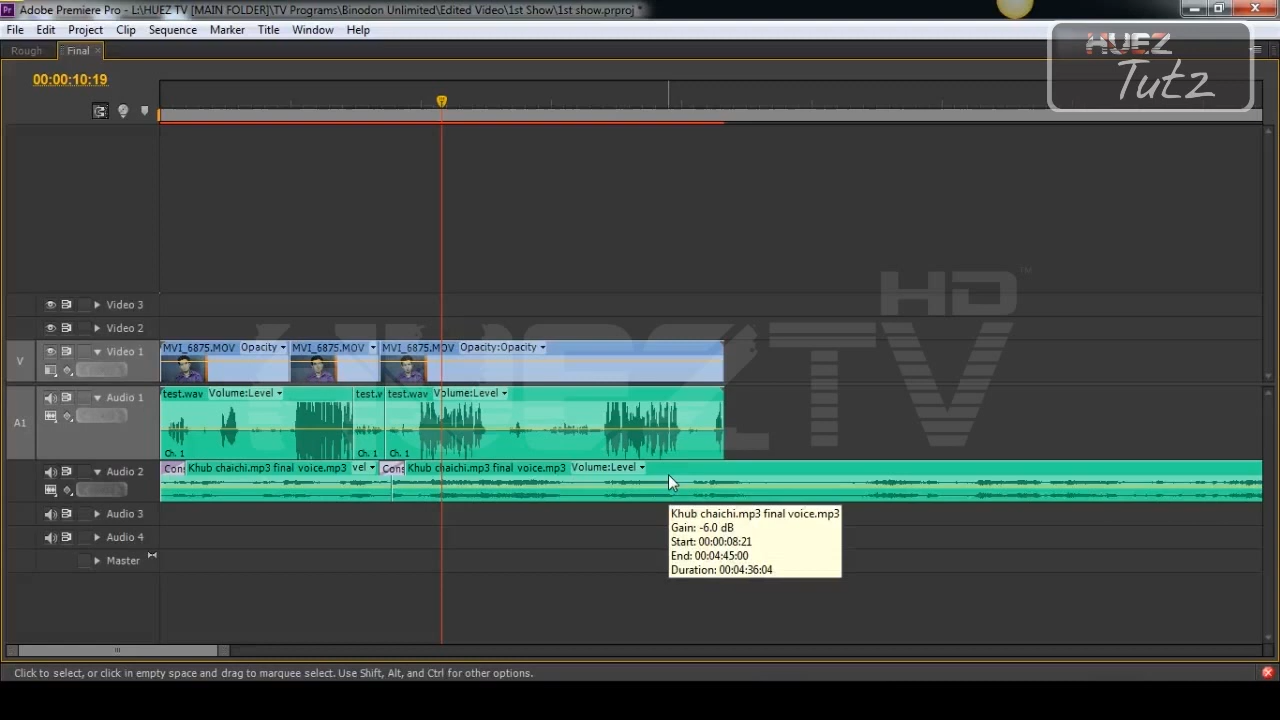 Adobe Premiere Pro - L:\HUEZ TV [MAIN FOLDER]\TV Programs\Binodon Unlimited\Edited Video\1st Show\1st show.prproj *
File Edit Project Clip Sequence Marker Title Window Help
HUEZ
Tutz
Rough Final
00:00:10:19
HD™
HUEZTV
Video 3
Video 2
V Video 1 MVI_6875.MOV Opacity MVI_6875.MOV MVI_6875.MOV Opacity:Opacity
A1 Audio 1 test.wav Volume:Level test.w test.wav Volume:Level
Ch. 1 Ch. 1 Ch. 1
Audio 2 Cons Khub chaichi.mp3 final voice.mp3 vel Cons Khub chaichi.mp3 final voice.mp3 Volume:Level
Audio 3
Audio 4
Master
Khub chaichi.mp3 final voice.mp3
Gain: -6.0 dB
Start: 00:00:08:21
End: 00:04:45:00
Duration: 00:04:36:04
Click to select, or click in empty space and drag to marquee select. Use Shift, Alt, and Ctrl for other options.